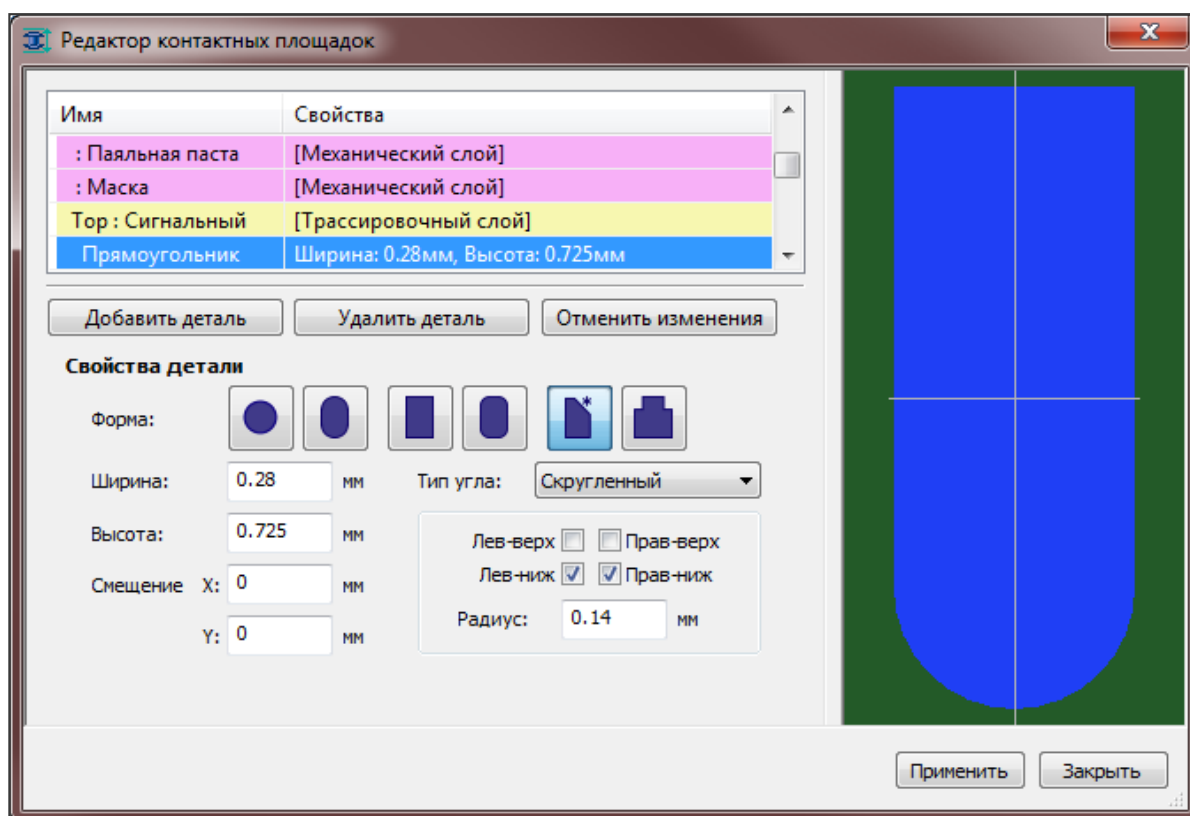 Редактор контактных площадок
Имя Свойства
: Паяльная паста [Механический слой]
: Маска [Механический слой]
Top : Сигнальный [Трассировочный слой]
Прямоугольник Ширина: 0.28мм, Высота: 0.725мм
Добавить деталь Удалить деталь Отменить изменения
Свойства детали
Форма:
Ширина: 0.28 мм Тип угла: Скругленный
Высота: 0.725 мм Лев-верх Прав-верх
Смещение X: 0 мм Лев-ниж Прав-ниж
Y: 0 мм Радиус: 0.14 мм
Применить Закрыть